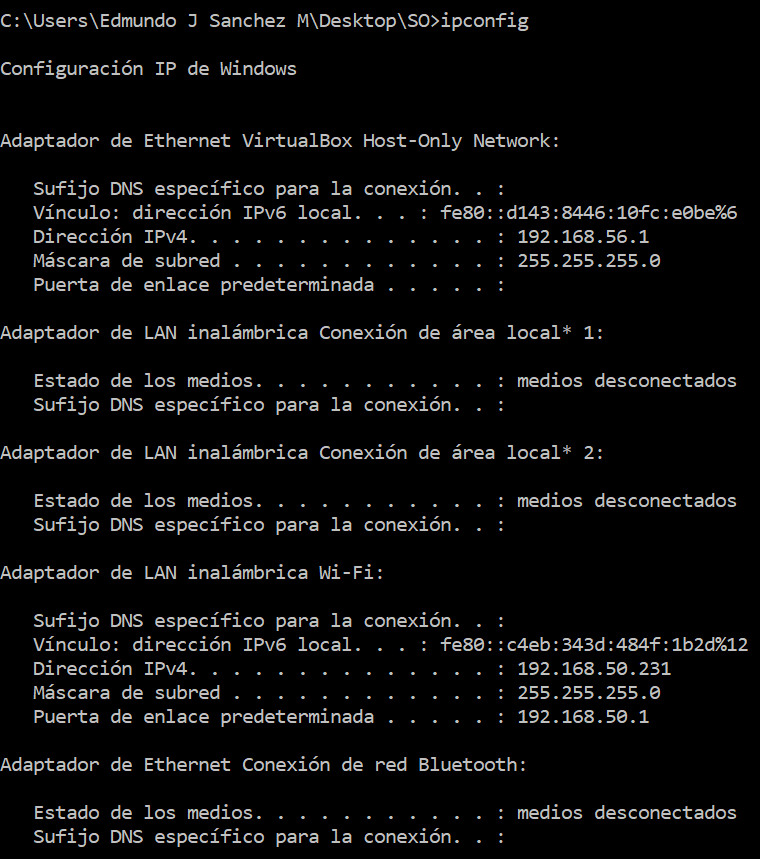 C:\Users\Edmundo J Sanchez M\Desktop\SO>ipconfig
Configuración IP de Windows
Adaptador de Ethernet VirtualBox Host-Only Network:
Sufijo DNS específico para la conexión. . :
Vínculo: dirección IPv6 local. . . : fe80::d143:8446:10fc:e0be%6
Dirección IPv4. . . . . . . . . . . . . . : 192.168.56.1
Máscara de subred . . . . . . . . . . . . : 255.255.255.0
Puerta de enlace predeterminada . . . . . :
Adaptador de LAN inalámbrica Conexión de área local* 1:
Estado de los medios. . . . . . . . . . . : medios desconectados
Sufijo DNS específico para la conexión. . :
Adaptador de LAN inalámbrica Conexión de área local* 2:
Estado de los medios. . . . . . . . . . . : medios desconectados
Sufijo DNS específico para la conexión. . :
Adaptador de LAN inalámbrica Wi-Fi:
Sufijo DNS específico para la conexión. . :
Vínculo: dirección IPv6 local. . . : fe80::c4eb:343d:484f:1b2d%12
Dirección IPv4. . . . . . . . . . . . . . : 192.168.50.231
Máscara de subred . . . . . . . . . . . . : 255.255.255.0
Puerta de enlace predeterminada . . . . . : 192.168.50.1
Adaptador de Ethernet Conexión de red Bluetooth:
Estado de los medios. . . . . . . . . . . : medios desconectados
Sufijo DNS específico para la conexión. . :